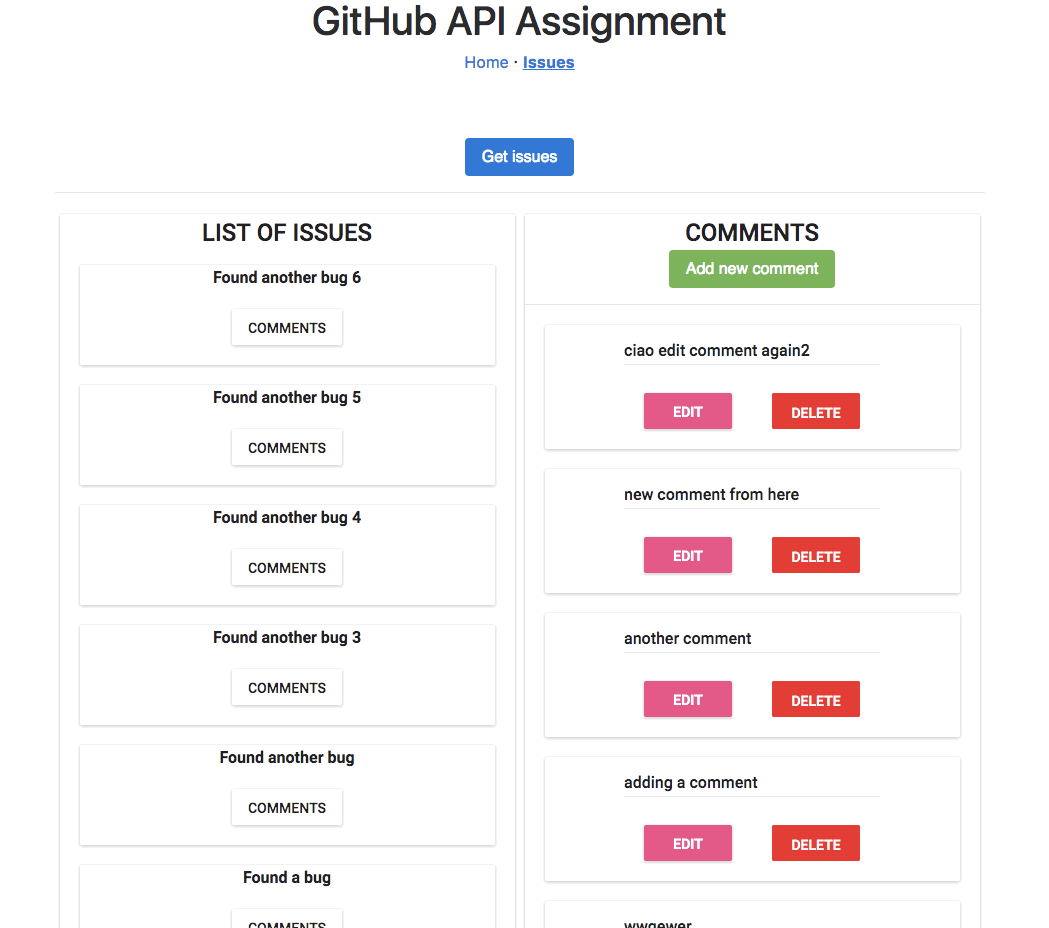 GitHub API Assignment
Home · Issues
Get issues
LIST OF ISSUES
Found another bug 6
COMMENTS
Found another bug 5
COMMENTS
Found another bug 4
COMMENTS
Found another bug 3
COMMENTS
Found another bug
COMMENTS
Found a bug
COMMENTS
COMMENTS
Add new comment
ciao edit comment again2
EDIT DELETE
new comment from here
EDIT DELETE
another comment
EDIT DELETE
adding a comment
EDIT DELETE